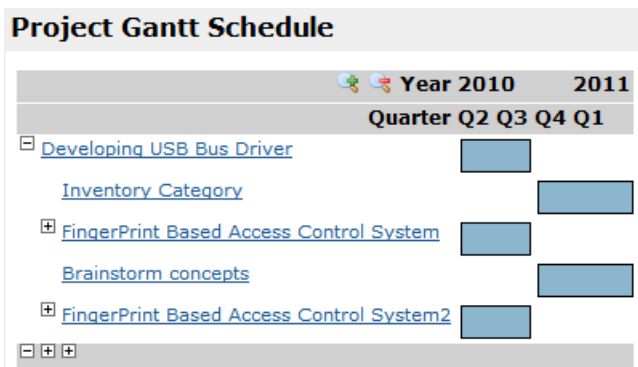 Project Gantt Schedule
Year 2010 2011
Quarter Q2 Q3 Q4 Q1
Developing USB Bus Driver
Inventory Category
FingerPrint Based Access Control System
Brainstorm concepts
FingerPrint Based Access Control System2